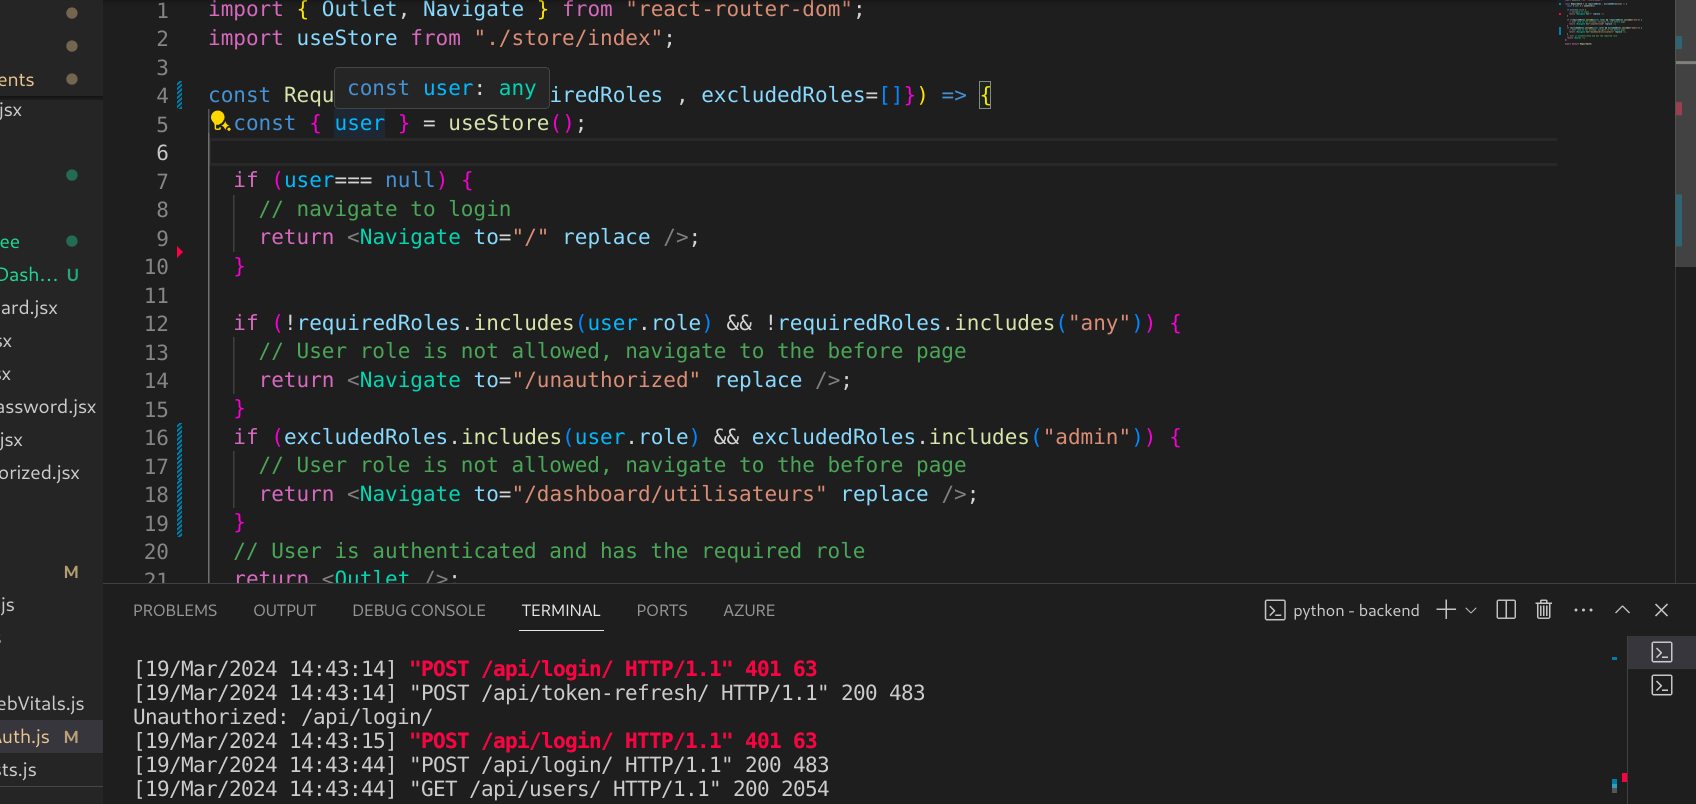 ents
jsx
ee
Dash... U
ard.jsx
sx
sx
assword.jsx
jsx
orized.jsx
M
js
s
ebVitals.js
Auth.js M
sts.js
1 import { Outlet, Navigate } from "react-router-dom";
2 import useStore from "./store/index";
3
4 const Requ iredRoles , excludedRoles=[]}) => {
const user: any
5 const { user } = useStore();
6
7 if (user=== null) {
8 // navigate to login
9 return <Navigate to="/" replace />;
10 }
11
12 if (!requiredRoles.includes(user.role) && !requiredRoles.includes("any")) {
13 // User role is not allowed, navigate to the before page
14 return <Navigate to="/unauthorized" replace />;
15 }
16 if (excludedRoles.includes(user.role) && excludedRoles.includes("admin")) {
17 // User role is not allowed, navigate to the before page
18 return <Navigate to="/dashboard/utilisateurs" replace />;
19 }
20 // User is authenticated and has the required role
21 return <Outlet />;
PROBLEMS OUTPUT DEBUG CONSOLE TERMINAL PORTS AZURE python - backend
[19/Mar/2024 14:43:14] "POST /api/login/ HTTP/1.1" 401 63
[19/Mar/2024 14:43:14] "POST /api/token-refresh/ HTTP/1.1" 200 483
Unauthorized: /api/login/
[19/Mar/2024 14:43:15] "POST /api/login/ HTTP/1.1" 401 63
[19/Mar/2024 14:43:44] "POST /api/login/ HTTP/1.1" 200 483
[19/Mar/2024 14:43:44] "GET /api/users/ HTTP/1.1" 200 2054